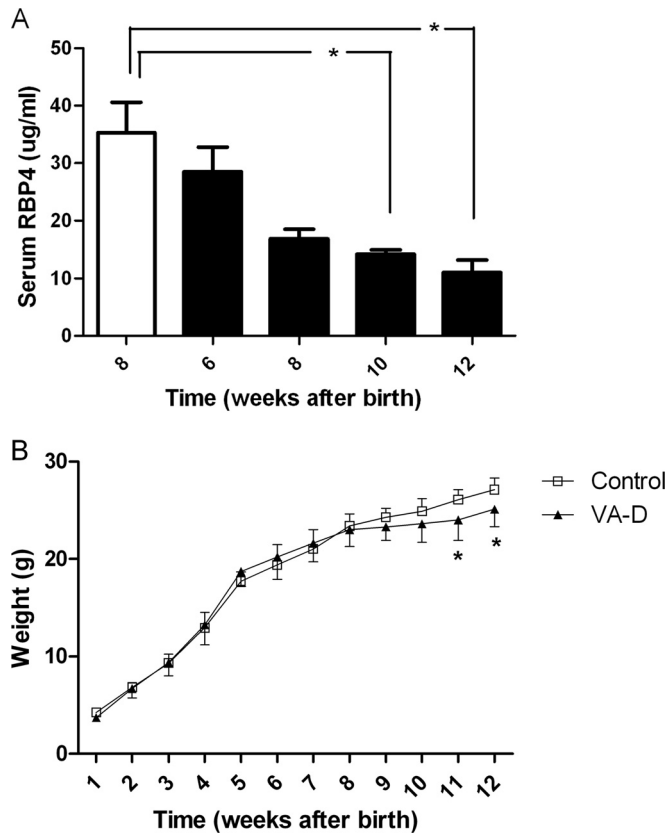 A
*
*
50
40
30
20
10
0
Serum RBP4 (ug/ml)
8 6 8 10 12
Time (weeks after birth)
B
30
20
10
0
Weight (g)
Control
VA-D
* *
1 2 3 4 5 6 7 8 9 10 11 12
Time (weeks after birth)